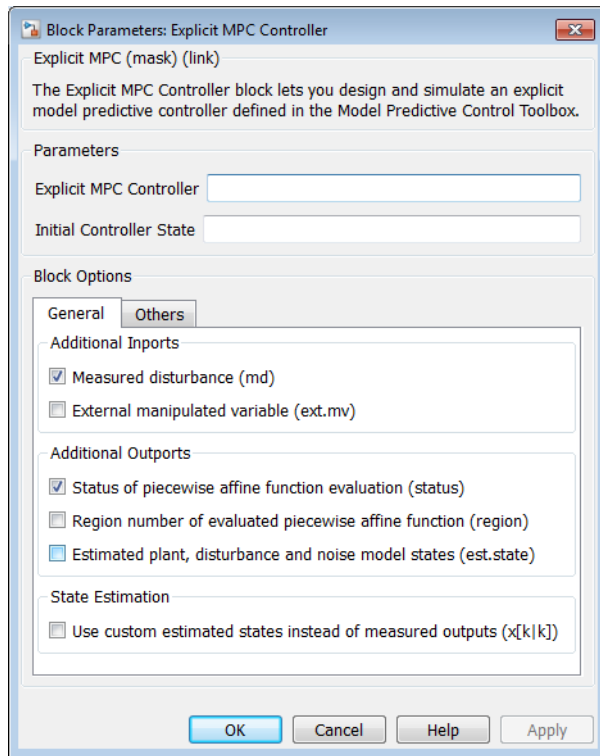 Block Parameters: Explicit MPC Controller
Explicit MPC (mask) (link)
The Explicit MPC Controller block lets you design and simulate an explicit
model predictive controller defined in the Model Predictive Control Toolbox.
Parameters
Explicit MPC Controller
Initial Controller State
Block Options
General Others
Additional Inports
Measured disturbance (md)
External manipulated variable (ext.mv)
Additional Outports
Status of piecewise affine function evaluation (status)
Region number of evaluated piecewise affine function (region)
Estimated plant, disturbance and noise model states (est.state)
State Estimation
Use custom estimated states instead of measured outputs (x[k|k])
OK Cancel Help Apply